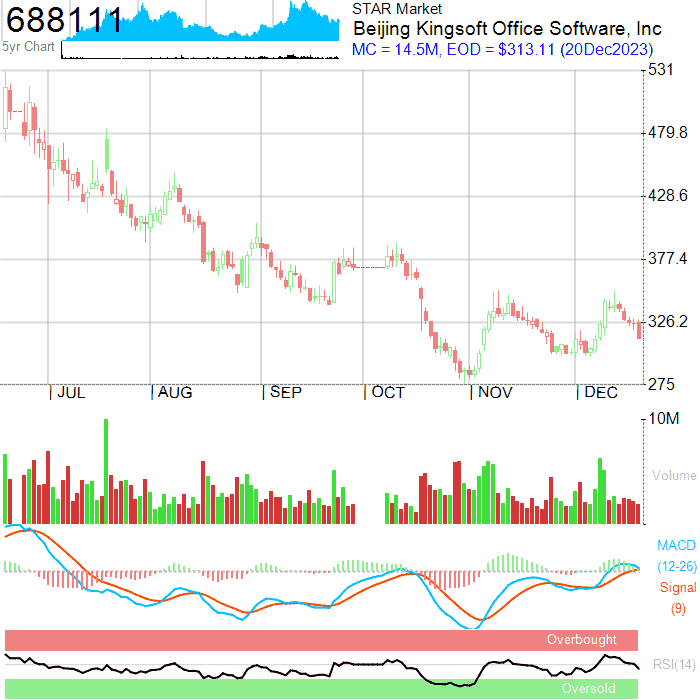 688111
5yr Chart
STAR Market
Beijing Kingsoft Office Software, Inc
MC = 14.5M, EOD = $313.11 (20Dec2023)
531
479.8
428.6
377.4
326.2
275
JUL AUG SEP OCT NOV DEC
10M
Volume
MACD
(12-26)
Signal
(9)
Overbought
RSI(14)
Oversold